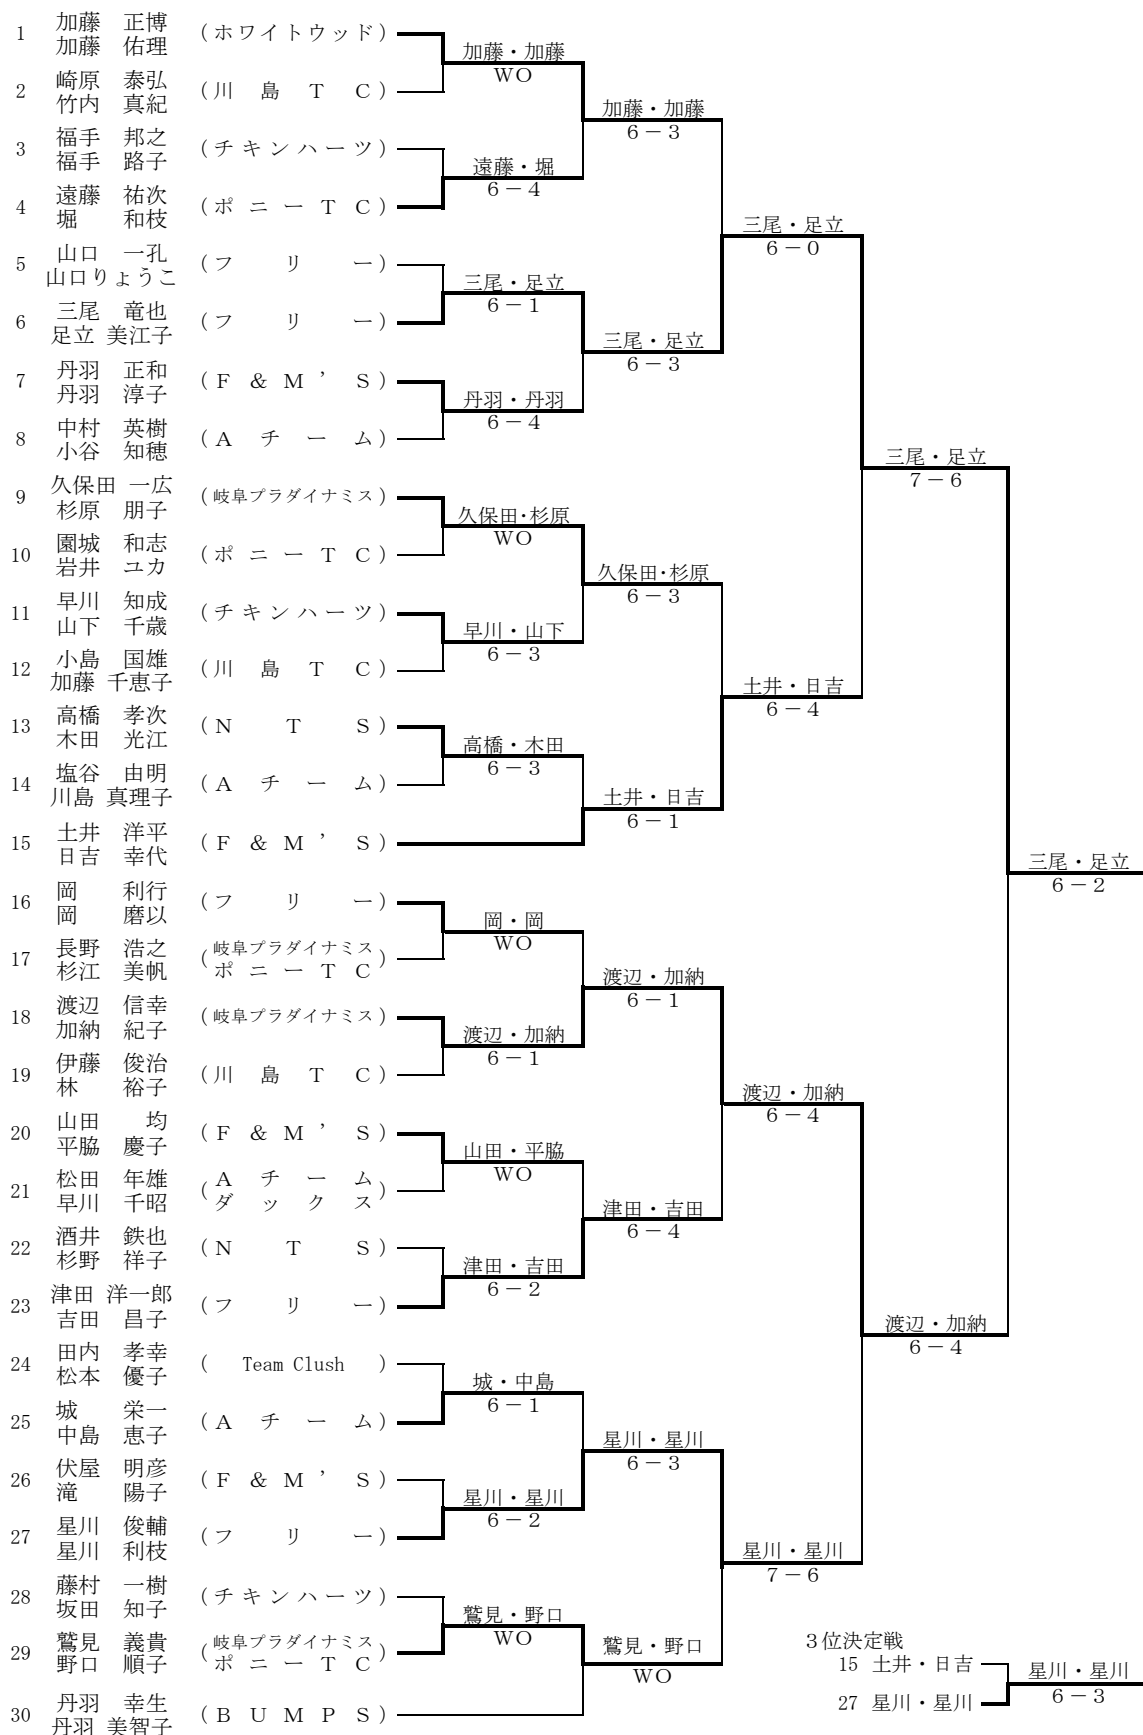 1 加藤 正博 (ホワイトウッド)
加藤 佑理
2 崎原 泰弘 (川島TC)
竹内 真紀
3 福手 邦之 (チキンハーツ)
福手 路子
4 遠藤 祐次 (ポニーTC)
堀 和枝
5 山口 一孔 (フリー)
山口りょうこ
6 三尾 竜也 (フリー)
足立 美江子
7 丹羽 正和 (F&M'S)
丹羽 淳子
8 中村 英樹 (Aチーム)
小谷 知穂
9 久保田 一広 (岐阜プラダイナミス)
杉原 朋子
10 園城 和志 (ポニーTC)
岩井 ユカ
11 早川 知成 (チキンハーツ)
山下 千歳
12 小島 国雄 (川島TC)
加藤 千恵子
13 高橋 孝次 (NTS)
木田 光江
14 塩谷 由明 (Aチーム)
川島 真理子
15 土井 洋平 (F&M'S)
日吉 幸代
16 岡 利行 (フリー)
岡 磨以
17 長野 浩之 (岐阜プラダイナミス
杉江 美帆 ポニーTC)
18 渡辺 信幸 (岐阜プラダイナミス)
加納 紀子
19 伊藤 俊治 (川島TC)
林 裕子
20 山田 均 (F&M'S)
平脇 慶子
21 松田 年雄 (Aチーム
早川 千昭 ダックス)
22 酒井 鉄也 (NTS)
杉野 祥子
23 津田 洋一郎 (フリー)
吉田 昌子
24 田内 孝幸 (Team Clush)
松本 優子
25 城 栄一 (Aチーム)
中島 恵子
26 伏屋 明彦 (F&M'S)
滝 陽子
27 星川 俊輔 (フリー)
星川 利枝
28 藤村 一樹 (チキンハーツ)
坂田 知子
29 鷲見 義貴 (岐阜プラダイナミス
野口 順子 ポニーTC)
30 丹羽 幸生 (BUMPS)
丹羽 美智子
加藤・加藤
WO
遠藤・堀
6-4
三尾・足立
6-1
丹羽・丹羽
6-4
久保田・杉原
WO
早川・山下
6-3
高橋・木田
6-3
岡・岡
WO
渡辺・加納
6-1
山田・平脇
WO
津田・吉田
6-2
城・中島
6-1
星川・星川
6-2
鷲見・野口
WO
加藤・加藤
6-3
三尾・足立
6-3
久保田・杉原
6-3
土井・日吉
6-1
渡辺・加納
6-1
津田・吉田
6-4
星川・星川
6-3
鷲見・野口
WO
三尾・足立
6-0
土井・日吉
6-4
渡辺・加納
6-4
星川・星川
7-6
三尾・足立
7-6
渡辺・加納
6-4
三尾・足立
6-2
3位決定戦
15 土井・日吉
27 星川・星川
星川・星川
6-3